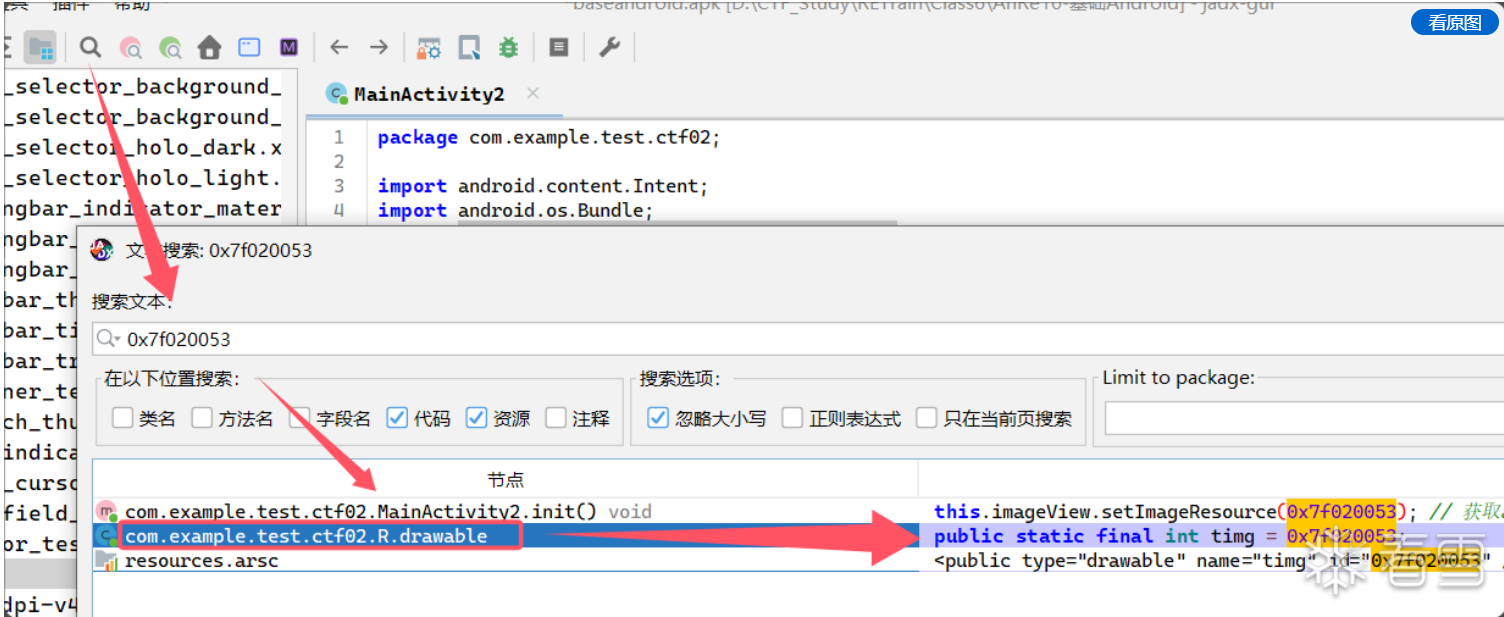 插件 帮助
*baseandroid.apk [D:\CTF_Study\RETrain\Class6\AnRe10-基础Android] - jadx-gui
看原图
_selector_background_
_selector_background_
_selector_holo_dark.x
_selector_holo_light.
ngbar_indicator_mater
ngbar_
ngbar_
bar_th
bar_ti
bar_tr
ner_te
ch_thu
indica
_curso
field_
or_tes
dpi-v4
MainActivity2
1 package com.example.test.ctf02;
2
3 import android.content.Intent;
4 import android.os.Bundle;
文本搜索: 0x7f020053
搜索文本:
0x7f020053
在以下位置搜索:
类名 方法名 字段名 代码 资源 注释
搜索选项:
忽略大小写 正则表达式 只在当前页搜索
Limit to package:
节点
com.example.test.ctf02.MainActivity2.init() void this.imageView.setImageResource(0x7f020053); // 获取
com.example.test.ctf02.R.drawable public static final int timg = 0x7f020053;
resources.arsc <public type="drawable" name="timg" id="0x7f020053" /
看雪